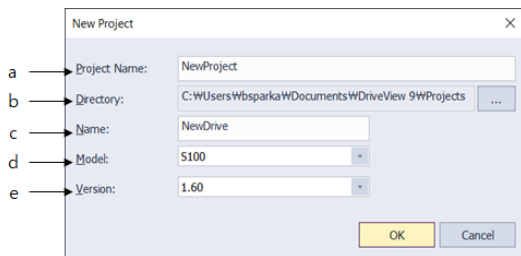 New Project
a Project Name: NewProject
b Directory: C:₩Users₩bsparka₩Documents₩DriveView 9₩Projects ...
c Name: NewDrive
d Model: S100
e Version: 1.60
OK Cancel